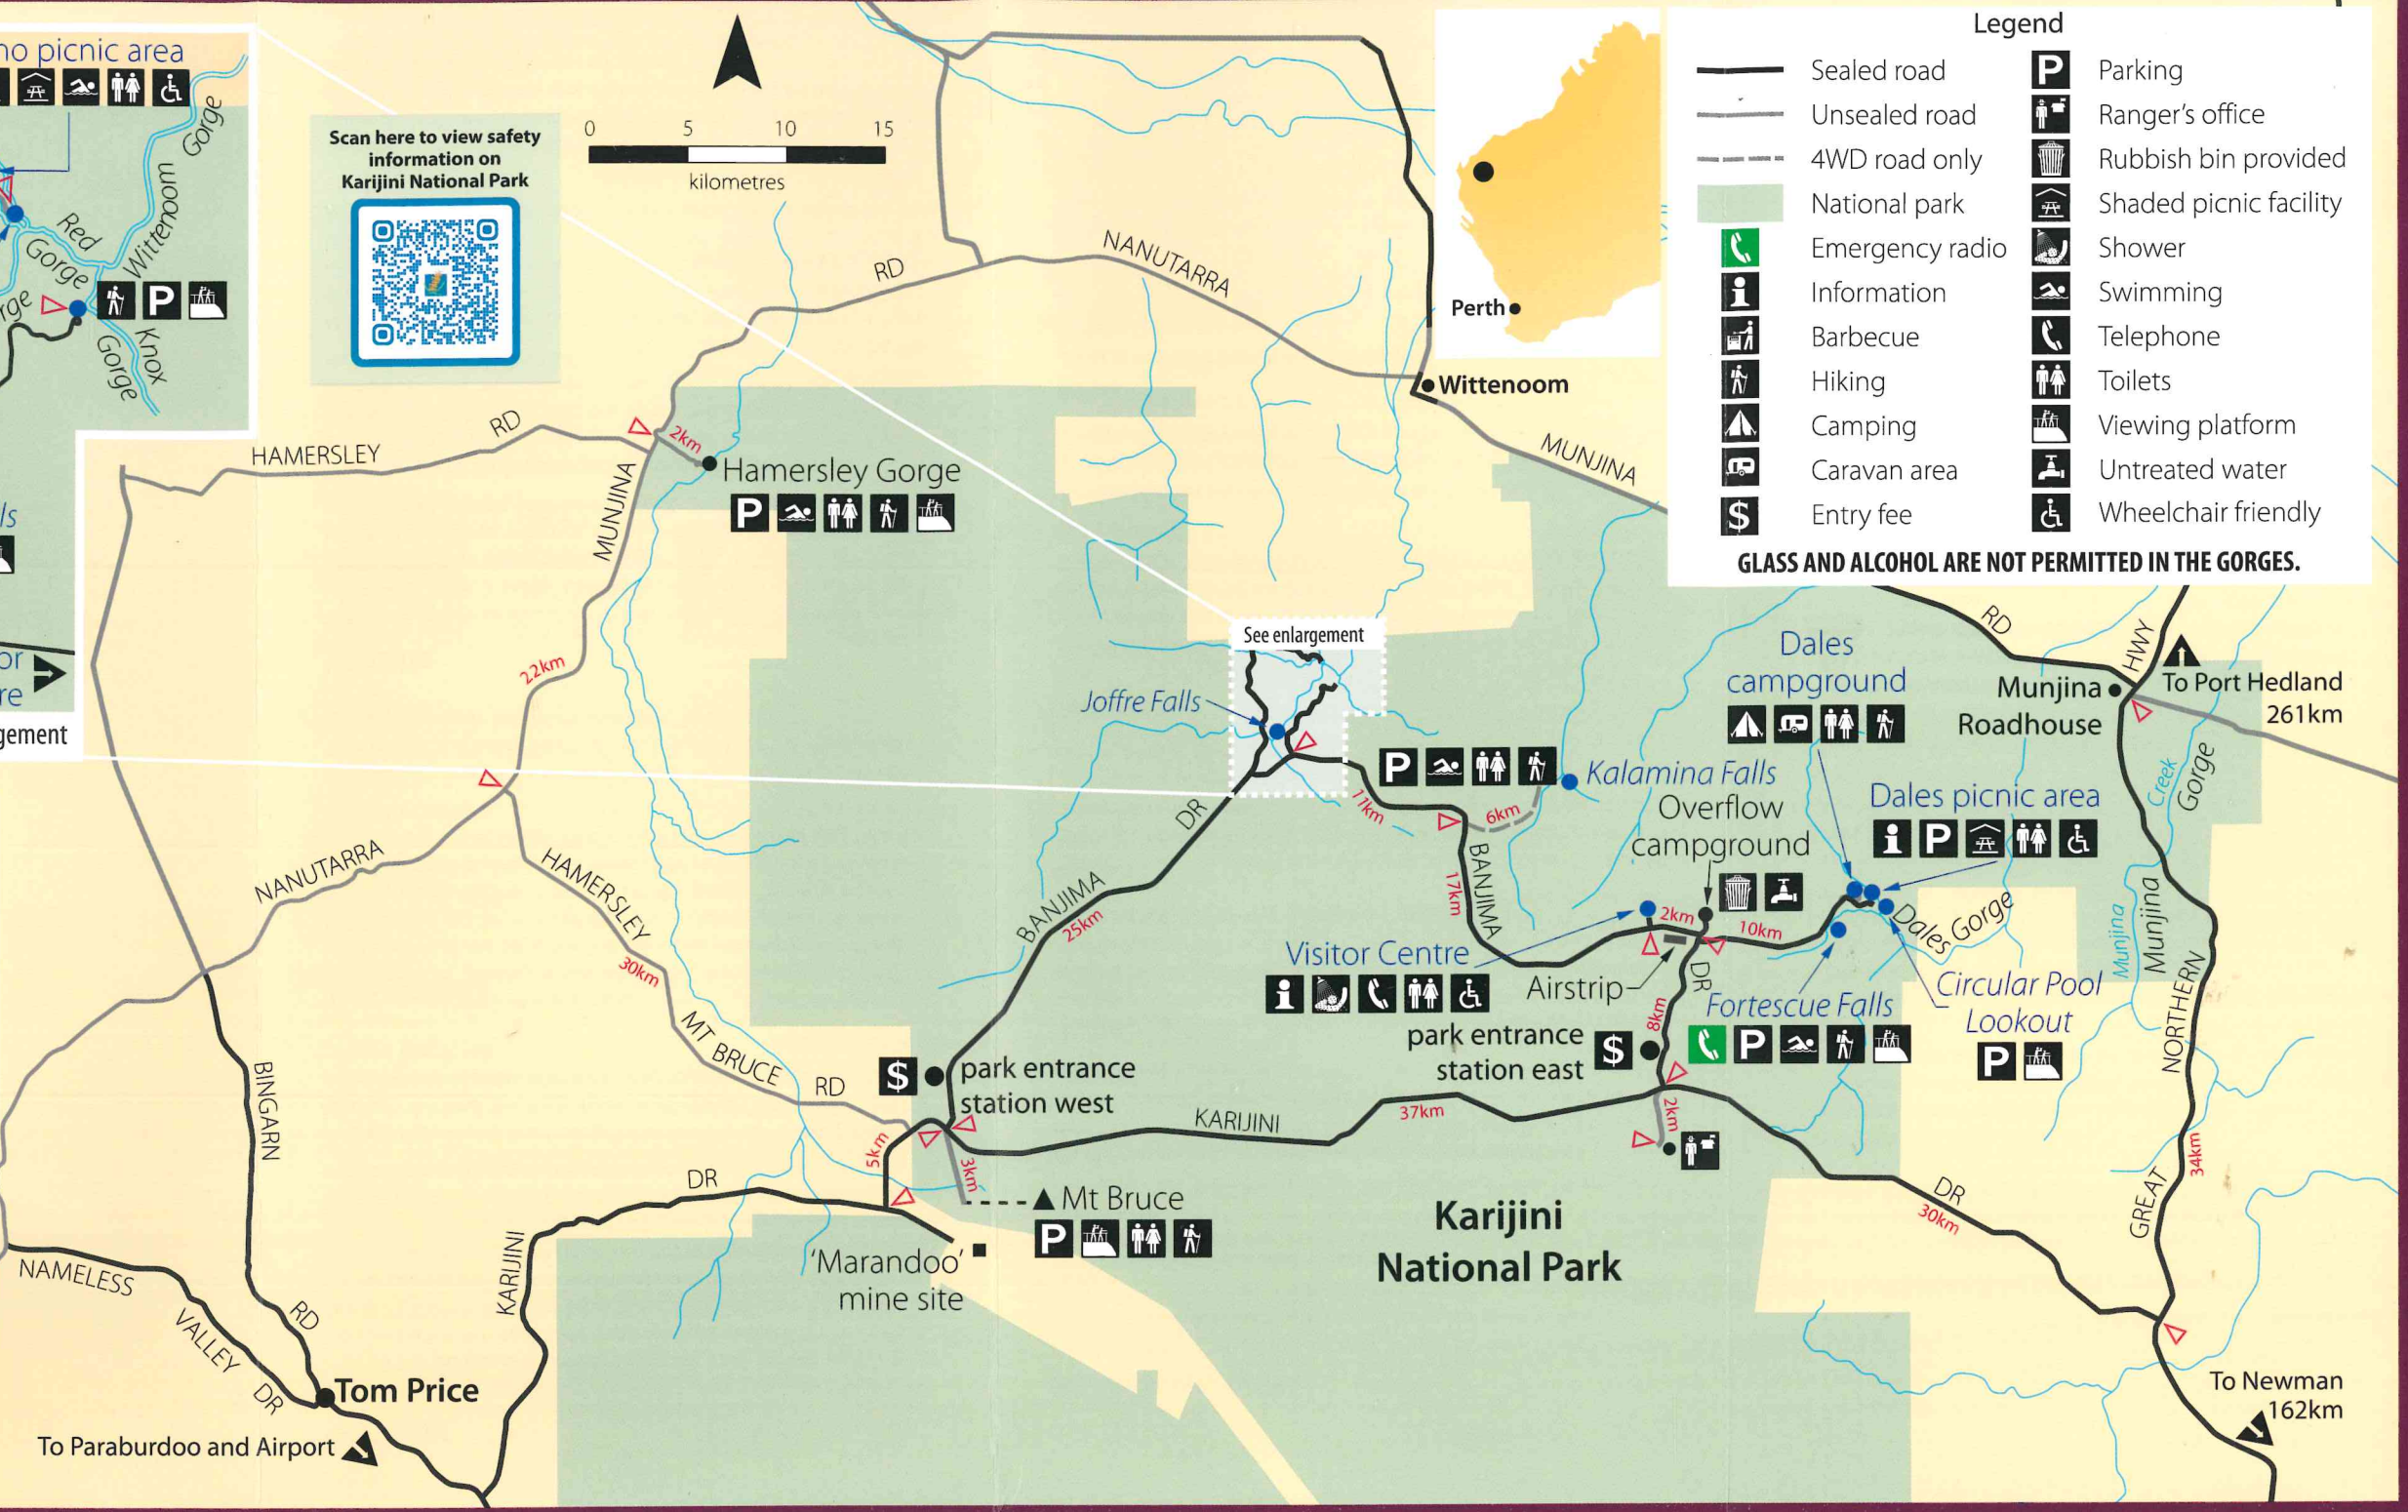 no picnic area
Gorge
Wittenoom
Red
Gorge
rge
Knox
Gorge
ls
or
re
gement
Scan here to view safety
information on
Karijini National Park
0 5 10 15
kilometres
RD
NANUTARRA
Perth
Wittenoom
MUNJINA
Legend
Sealed road
Unsealed road
4WD road only
National park
Emergency radio
Information
Barbecue
Hiking
Camping
Caravan area
$ Entry fee
P Parking
Ranger's office
Rubbish bin provided
Shaded picnic facility
Shower
Swimming
Telephone
Toilets
Viewing platform
Untreated water
Wheelchair friendly
GLASS AND ALCOHOL ARE NOT PERMITTED IN THE GORGES.
HAMERSLEY
RD
2km
Hamersley Gorge
P
MUNJINA
22km
See enlargement
Joffre Falls
Dales
campground
RD
HWY
Munjina
Roadhouse
To Port Hedland
261km
P
Kalamina Falls
11km
6km
Overflow
campground
Dales picnic area
P
Creek
Gorge
NANUTARRA
HAMERSLEY
30km
MT BRUCE
RD
DR
BANJIMA
25km
17km
BANJIMA
2km
10km
Dales Gorge
Munjina
Munjina
Visitor Centre
Airstrip
DR
8km
Fortescue Falls
P
Circular Pool
Lookout
P
NORTHERN
park entrance
station east
$
$
park entrance
station west
BINGARN
RD
5km
3km
KARIJINI
37km
2km
34km
GREAT
DR
Mt Bruce
P
'Marandoo'
mine site
KARIJINI
Karijini
National Park
DR
30km
NAMELESS
VALLEY
DR
Tom Price
To Paraburdoo and Airport
To Newman
162km